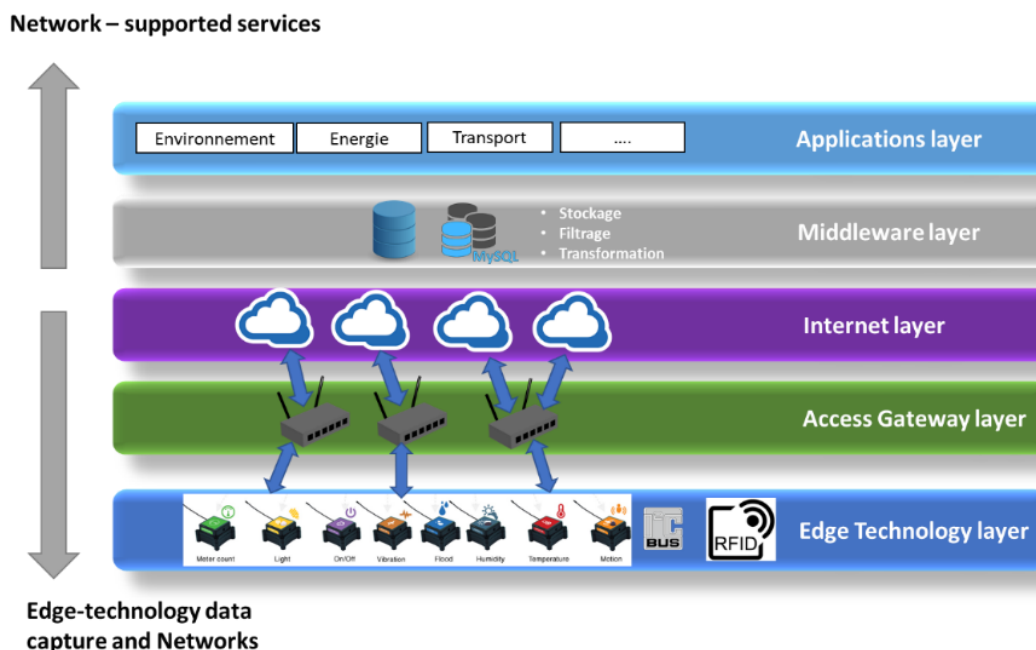 Network – supported services
Environnement
Energie
Transport
....
Applications layer
• Stockage
• Filtrage
• Transformation
MySQL
Middleware layer
Internet layer
Access Gateway layer
Meter count
Light
On/Off
Vibration
Flood
Humidity
Temperature
Motion
BUS
RFID
Edge Technology layer
Edge-technology data
capture and Networks